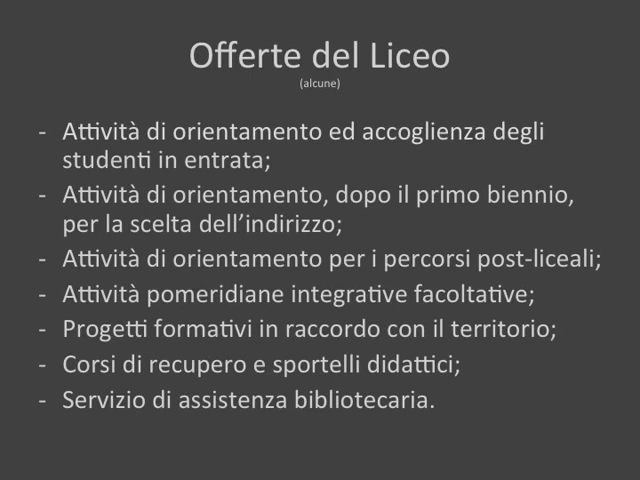 Offerte del Liceo
(alcune)
- Attività di orientamento ed accoglienza degli
studenti in entrata;
- Attività di orientamento, dopo il primo biennio,
per la scelta dell’indirizzo;
- Attività di orientamento per i percorsi post-liceali;
- Attività pomeridiane integrative facoltative;
- Progetti formativi in raccordo con il territorio;
- Corsi di recupero e sportelli didattici;
- Servizio di assistenza bibliotecaria.